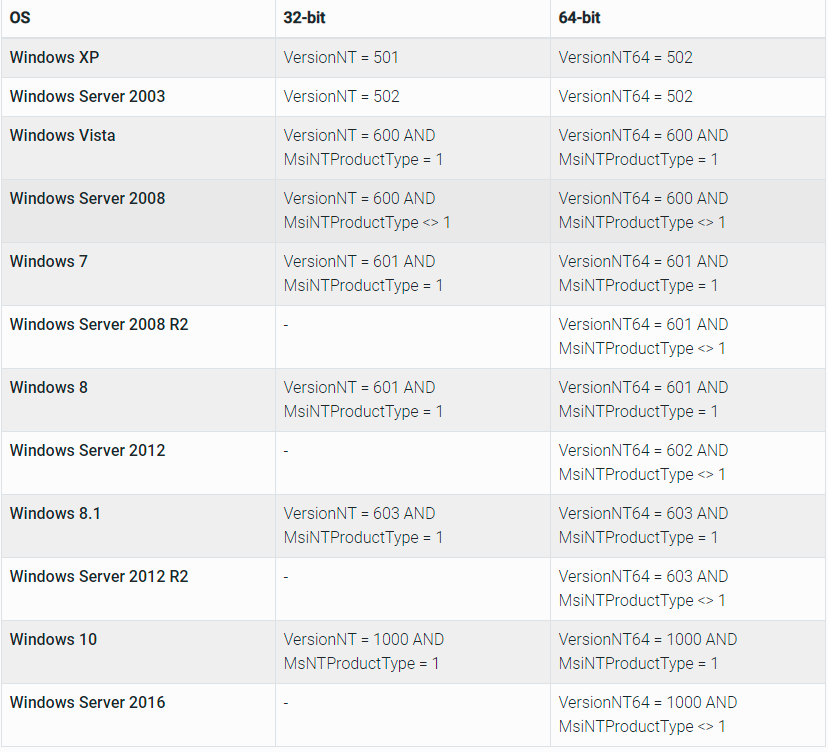 OS 32-bit 64-bit
Windows XP VersionNT = 501 VersionNT64 = 502
Windows Server 2003 VersionNT = 502 VersionNT64 = 502
Windows Vista VersionNT = 600 AND VersionNT64 = 600 AND
MsiNTProductType = 1 MsiNTProductType = 1
Windows Server 2008 VersionNT = 600 AND VersionNT64 = 600 AND
MsiNTProductType <> 1 MsiNTProductType <> 1
Windows 7 VersionNT = 601 AND VersionNT64 = 601 AND
MsiNTProductType = 1 MsiNTProductType = 1
Windows Server 2008 R2 - VersionNT64 = 601 AND
MsiNTProductType <> 1
Windows 8 VersionNT = 601 AND VersionNT64 = 601 AND
MsiNTProductType = 1 MsiNTProductType = 1
Windows Server 2012 - VersionNT64 = 602 AND
MsiNTProductType <> 1
Windows 8.1 VersionNT = 603 AND VersionNT64 = 603 AND
MsiNTProductType = 1 MsiNTProductType = 1
Windows Server 2012 R2 - VersionNT64 = 603 AND
MsiNTProductType <> 1
Windows 10 VersionNT = 1000 AND VersionNT64 = 1000 AND
MsNTProductType = 1 MsiNTProductType = 1
Windows Server 2016 - VersionNT64 = 1000 AND
MsiNTProductType <> 1